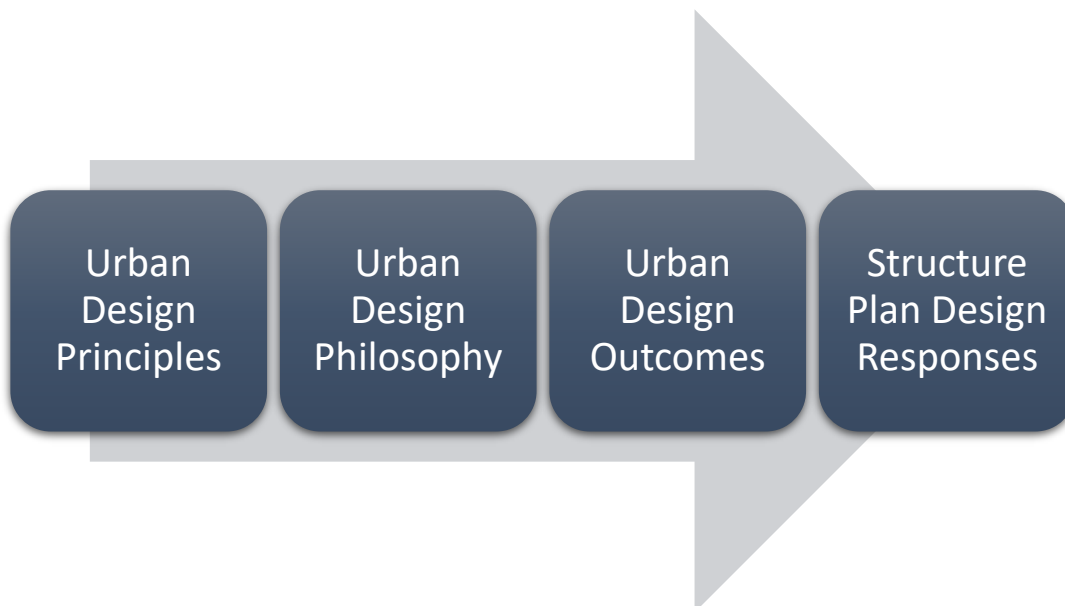 Urban
Design
Principles
Urban
Design
Philosophy
Urban
Design
Outcomes
Structure
Plan Design
Responses